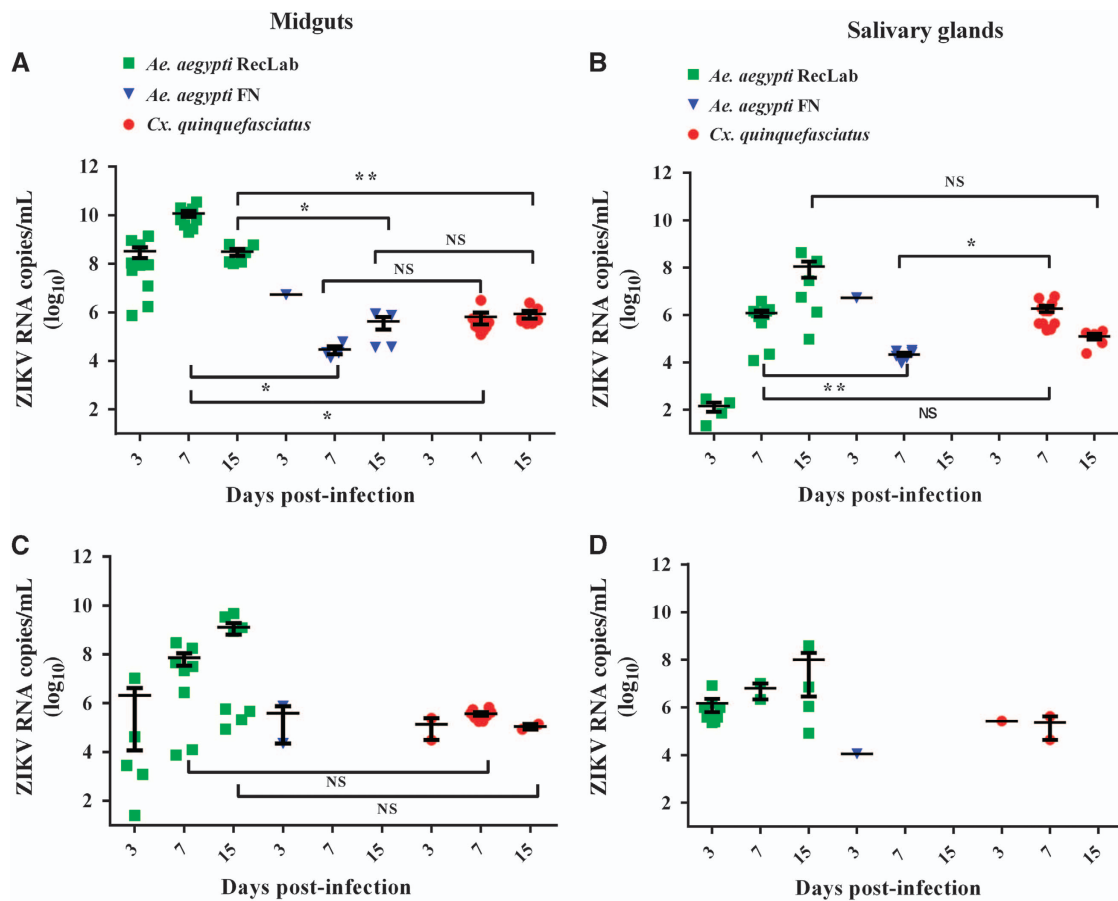 Midguts
Salivary glands
A
Ae. aegypti RecLab
Ae. aegypti FN
Cx. quinquefasciatus
ZIKV RNA copies/mL
(log10)
12
10
8
6
4
2
**
*
NS
NS
*
*
3 7 15 3 7 15 3 7 15
Days post-infection
B
Ae. aegypti RecLab
Ae. aegypti FN
Cx. quinquefasciatus
ZIKV RNA copies/mL
(log10)
12
10
8
6
4
2
NS
*
**
NS
3 7 15 3 7 15 3 7 15
Days post-infection
C
ZIKV RNA copies/mL
(log10)
12
10
8
6
4
2
NS
NS
3 7 15 3 7 15 3 7 15
Days post-infection
D
ZIKV RNA copies/mL
(log10)
12
10
8
6
4
2
3 7 15 3 7 15 3 7 15
Days post-infection